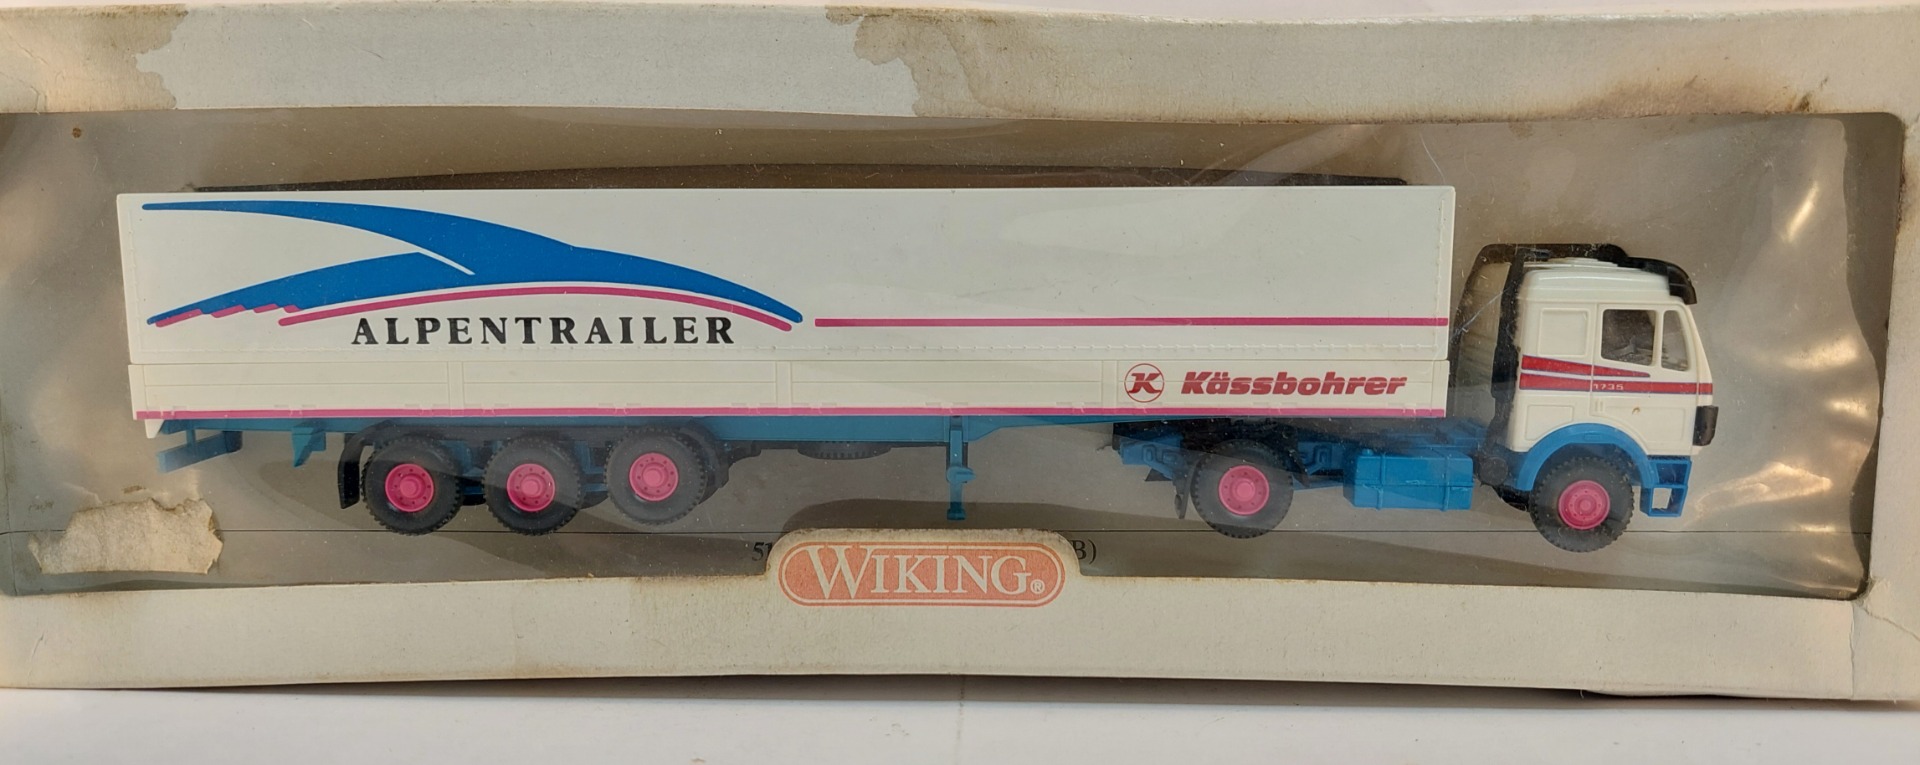 ALPENTRAILER
K Kässbohrer
1735
WIKING®